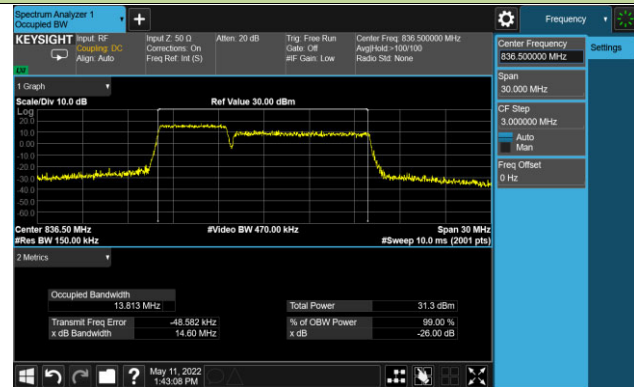 Spectrum Analyzer 1
Occupied BW
Frequency
KEYSIGHT
Input: RF
Coupling: DC
Align: Auto
Input Z: 50 Ω
Corrections: On
Freq Ref: Int (S)
Atten: 20 dB
Trig: Free Run
Gate: Off
#IF Gain: Low
Center Freq: 836.500000 MHz
Avg|Hold:>100/100
Radio Std: None
LXI
Center Frequency
836.500000 MHz
Settings
Span
30.000 MHz
CF Step
3.000000 MHz
Auto
Man
Freq Offset
0 Hz
1 Graph
Scale/Div 10.0 dB
Ref Value 30.00 dBm
Log
20.0
10.0
0.00
-10.0
-20.0
-30.0
-40.0
-50.0
-60.0
Center 836.50 MHz
#Video BW 470.00 kHz
Span 30 MHz
#Res BW 150.00 kHz
#Sweep 10.0 ms (2001 pts)
2 Metrics
Occupied Bandwidth
13.813 MHz
Total Power
31.3 dBm
Transmit Freq Error
-48.582 kHz
% of OBW Power
99.00 %
x dB Bandwidth
14.60 MHz
x dB
-26.00 dB
May 11, 2022
1:43:08 PM